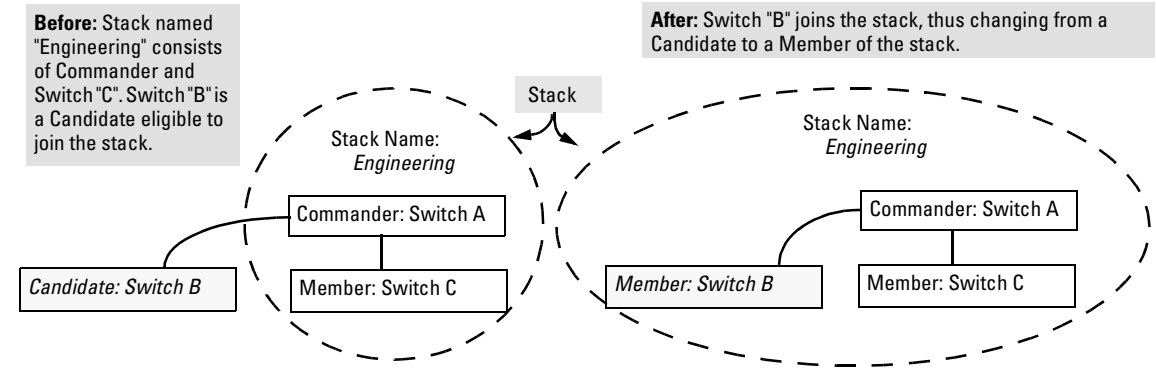 Before: Stack named
"Engineering" consists
of Commander and
Switch "C". Switch "B" is
a Candidate eligible to
join the stack.
After: Switch "B" joins the stack, thus changing from a
Candidate to a Member of the stack.
Stack
Stack Name:
Engineering
Commander: Switch A
Candidate: Switch B
Member: Switch C
Stack Name:
Engineering
Commander: Switch A
Member: Switch B
Member: Switch C